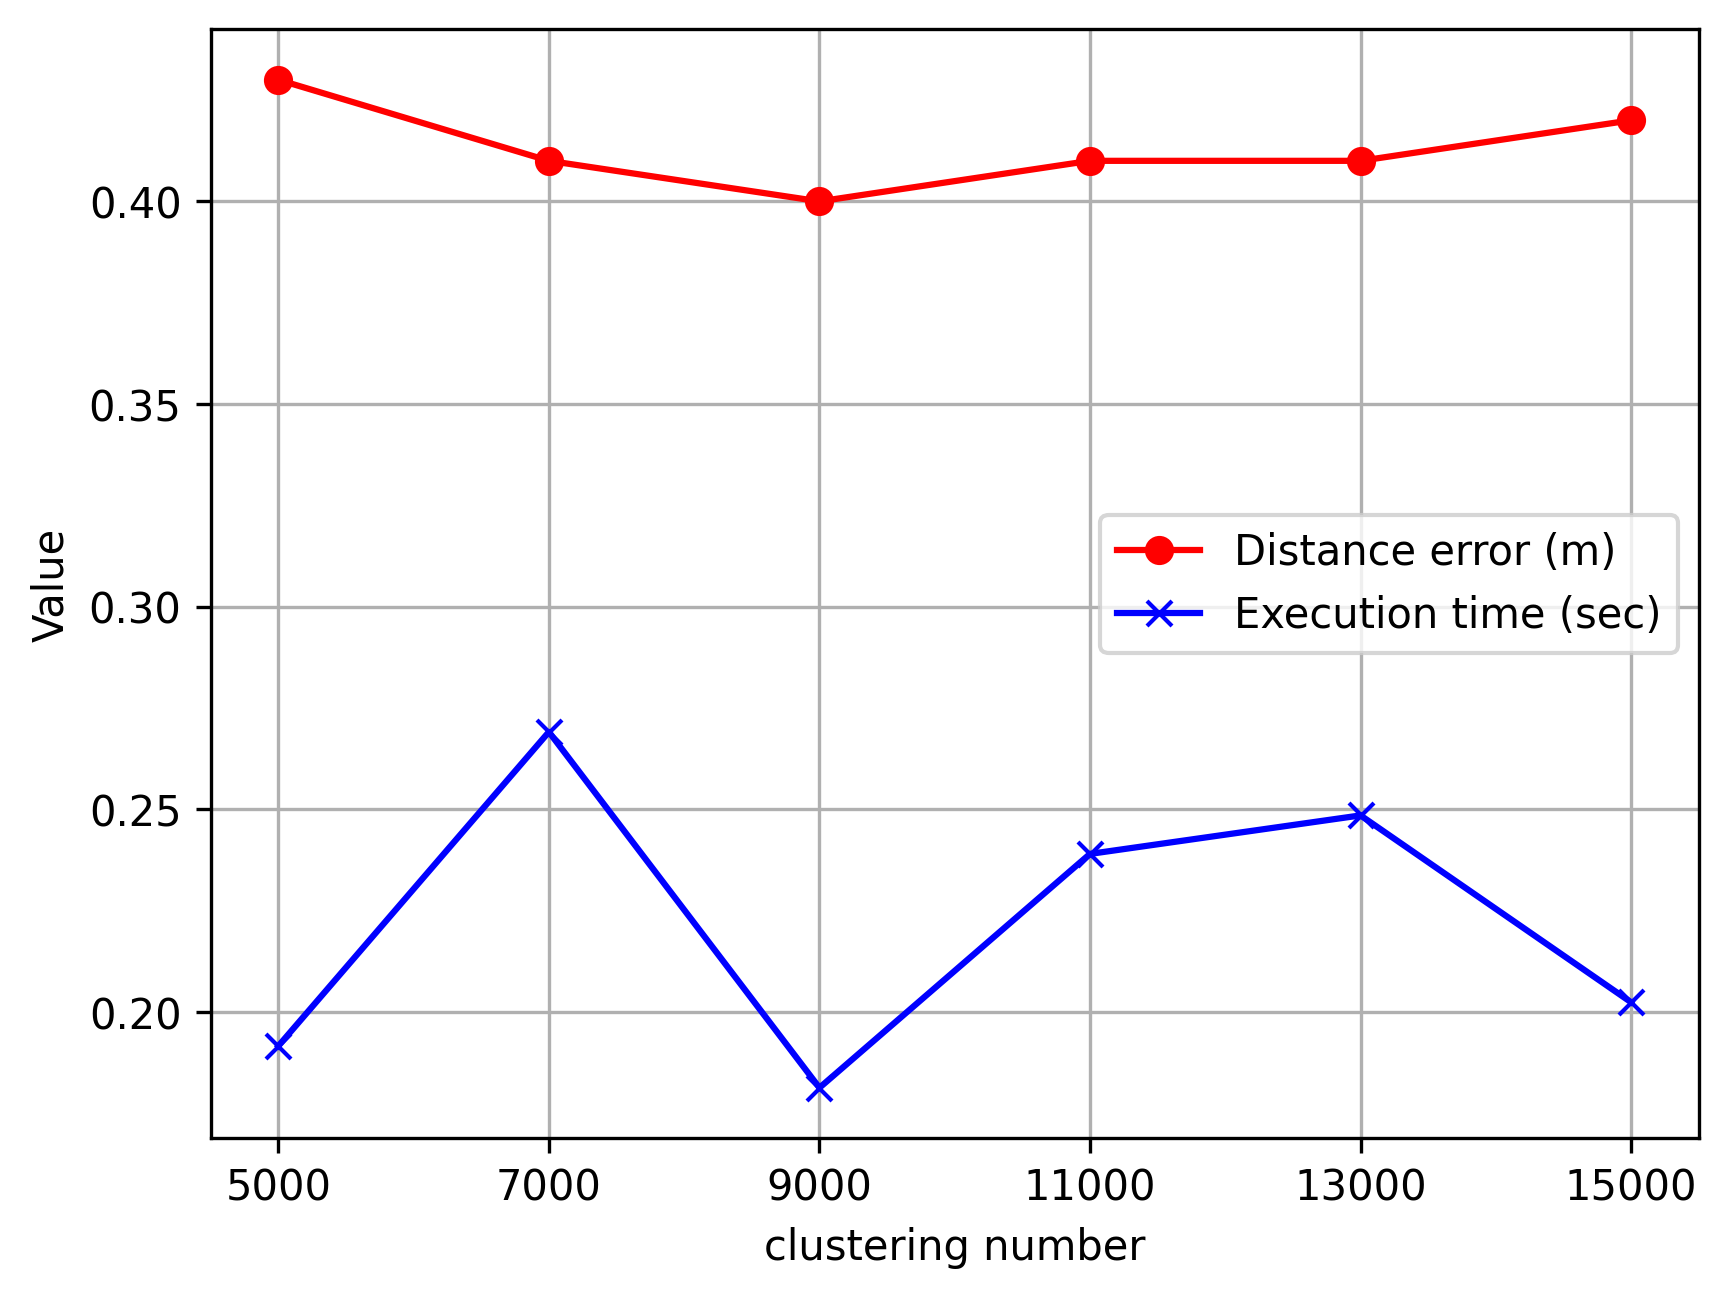 0.40
0.35
0.30
0.25
0.20
Value
Distance error (m)
Execution time (sec)
5000 7000 9000 11000 13000 15000
clustering number